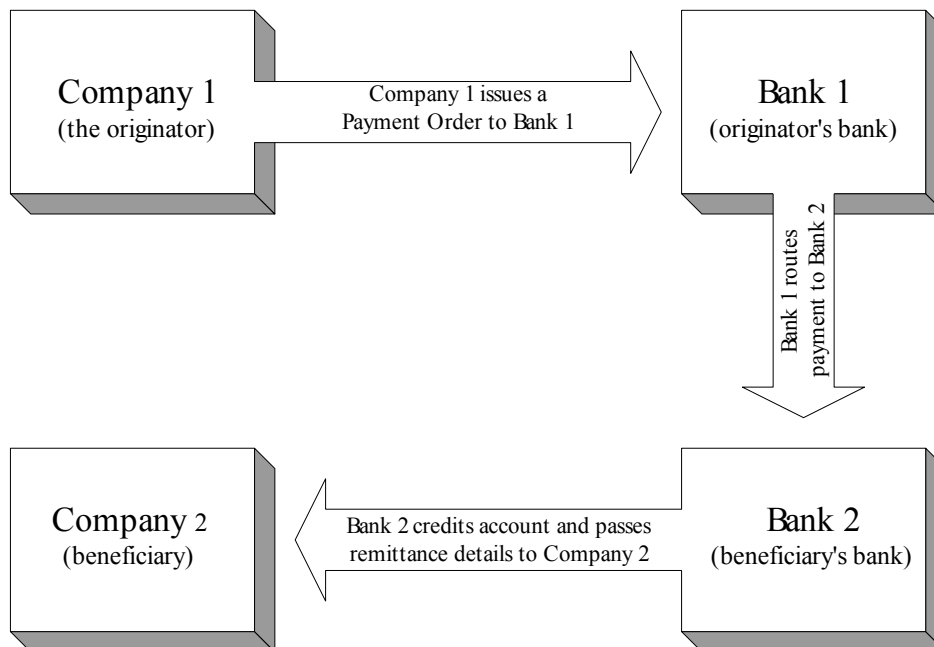 Company 1
(the originator)
Company 1 issues a
Payment Order to Bank 1
Bank 1
(originator's bank)
Bank 1 routes
payment to Bank 2
Bank 2
(beneficiary's bank)
Bank 2 credits account and passes
remittance details to Company 2
Company 2
(beneficiary)